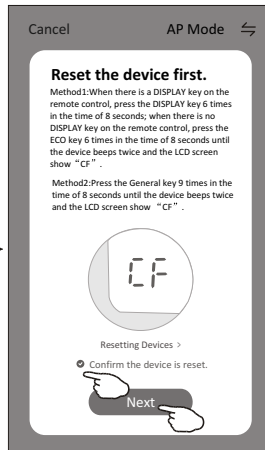 Cancel AP Mode
Reset the device first.
Method1:When there is a DISPLAY key on the
remote control, press the DISPLAY key 6 times
in the time of 8 seconds; when there is no
DISPLAY key on the remote control, press the
ECO key 6 times in the time of 8 seconds until
the device beeps twice and the LCD screen
show “CF”.
Method2:Press the General key 9 times in the
time of 8 seconds until the device beeps twice
and the LCD screen show “CF”.
CF
Resetting Devices >
Confirm the device is reset.
Next